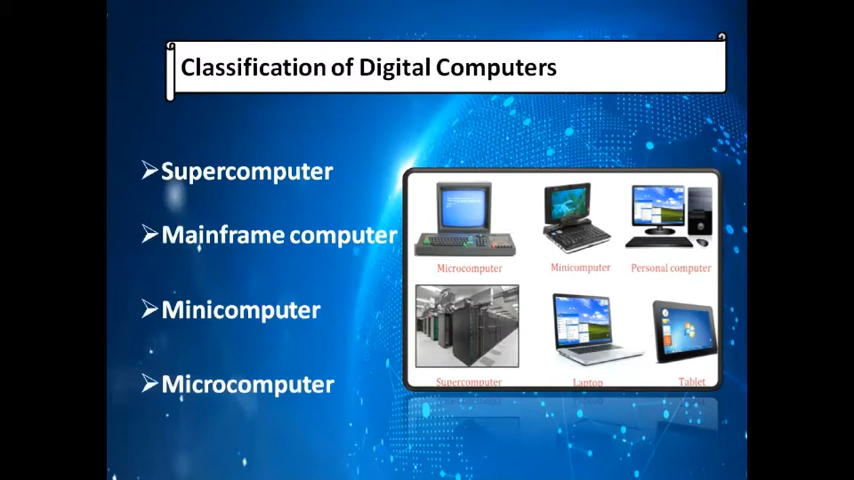 Classification of Digital Computers
Supercomputer
Mainframe computer
Minicomputer
Microcomputer
Microcomputer
Minicomputer
Personal computer
Supercomputer
Laptop
Tablet